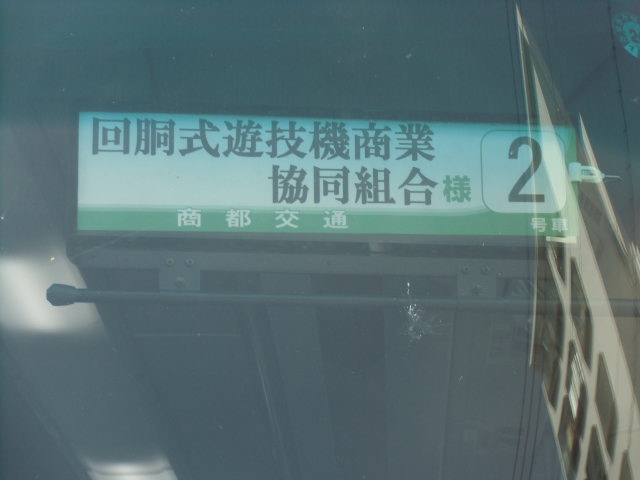 回胴式遊技機商業
協同組合様
2
号車
商都交通